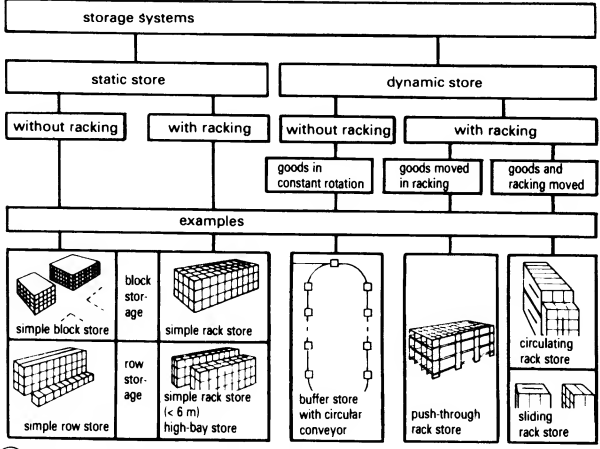 storage systems
static store
dynamic store
without racking
with racking
without racking
with racking
goods in
constant rotation
goods moved
in racking
goods and
racking moved
examples
simple block store
block
stor-
age
simple rack store
simple row store
row
stor-
age
simple rack store
(< 6 m)
high-bay store
buffer store
with circular
conveyor
push-through
rack store
circulating
rack store
sliding
rack store